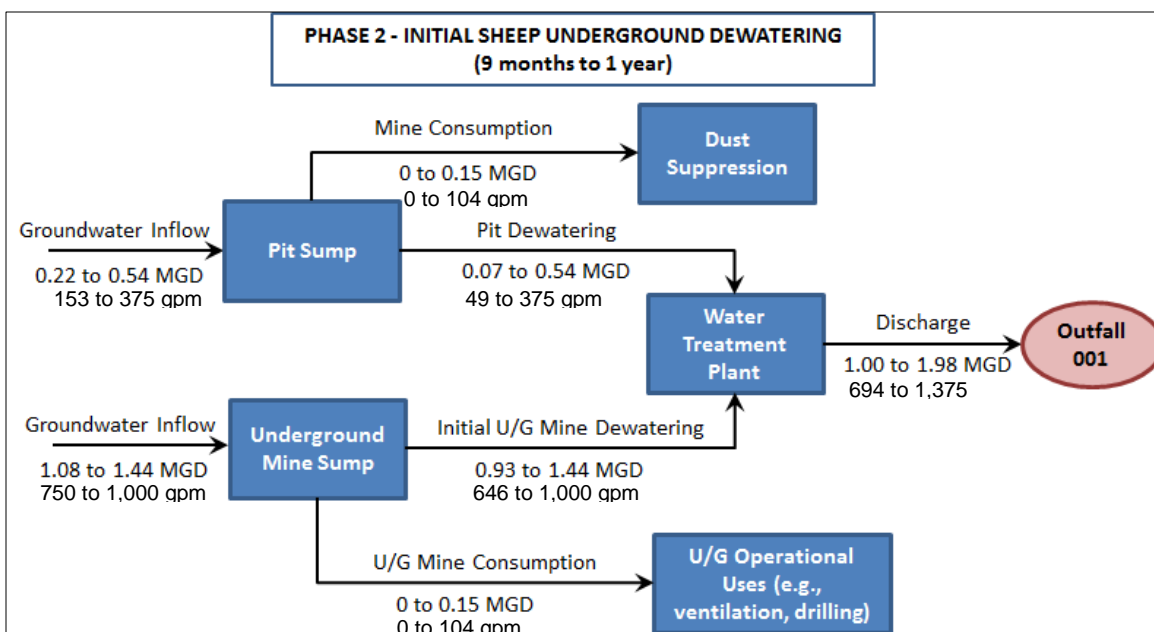 PHASE 2 - INITIAL SHEEP UNDERGROUND DEWATERING
(9 months to 1 year)
Mine Consumption
0 to 0.15 MGD
0 to 104 gpm
Dust
Suppression
Groundwater Inflow
0.22 to 0.54 MGD
153 to 375 gpm
Pit Sump
Pit Dewatering
0.07 to 0.54 MGD
49 to 375 gpm
Water
Treatment
Plant
Discharge
1.00 to 1.98 MGD
694 to 1,375
Outfall
001
Groundwater Inflow
1.08 to 1.44 MGD
750 to 1,000 gpm
Underground
Mine Sump
Initial U/G Mine Dewatering
0.93 to 1.44 MGD
646 to 1,000 gpm
U/G Mine Consumption
0 to 0.15 MGD
0 to 104 gpm
U/G Operational
Uses (e.g.,
ventilation, drilling)